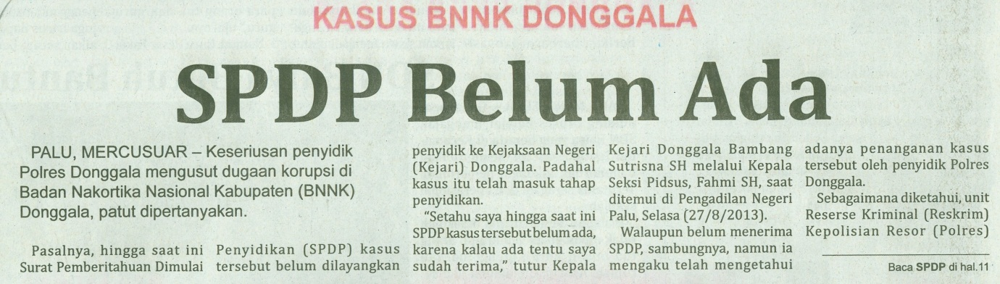 KASUS BNNK DONGGALA
SPDP Belum Ada
PALU, MERCUSUAR – Keseriusan penyidik
Polres Donggala mengusut dugaan korupsi di
Badan Nakortika Nasional Kabupaten (BNNK)
Donggala, patut dipertanyakan.
Pasalnya, hingga saat ini
Surat Pemberitahuan Dimulai
Penyidikan (SPDP) kasus
tersebut belum dilayangkan
penyidik ke Kejaksaan Negeri
(Kejari) Donggala. Padahal
kasus itu telah masuk tahap
penyidikan.
“Setahu saya hingga saat ini
SPDP kasus tersebut belum ada,
karena kalau ada tentu saya
sudah terima,” tutur Kepala
Kejari Donggala Bambang
Sutrisna SH melalui Kepala
Seksi Pidsus, Fahmi SH, saat
ditemui di Pengadilan Negeri
Palu, Selasa (27/8/2013).
Walaupun belum menerima
SPDP, sambungnya, namun ia
mengaku telah mengetahui
adanya penanganan kasus
tersebut oleh penyidik Polres
Donggala.
Sebagaimana diketahui, unit
Reserse Kriminal (Reskrim)
Kepolisian Resor (Polres)
Baca SPDP di hal.11